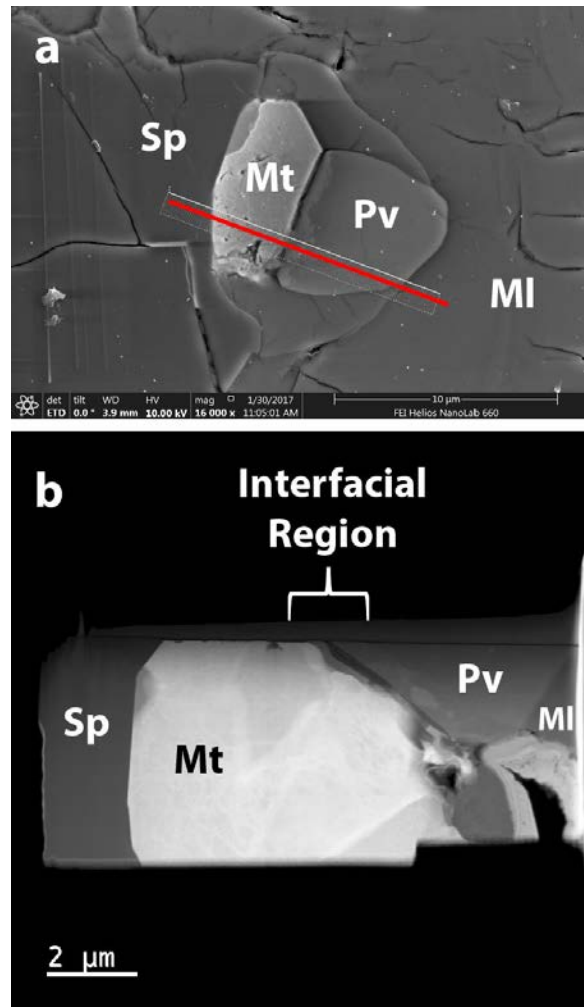 a
Sp
Mt
Pv
Ml
det tilt WD HV mag □ 1/30/2017 10 µm
ETD 0.0 ° 3.9 mm 10.00 kV 16 000 x 11:05:01 AM FEI Helios NanoLab 660
b
Interfacial
Region
Sp
Mt
Pv
Ml
2 µm